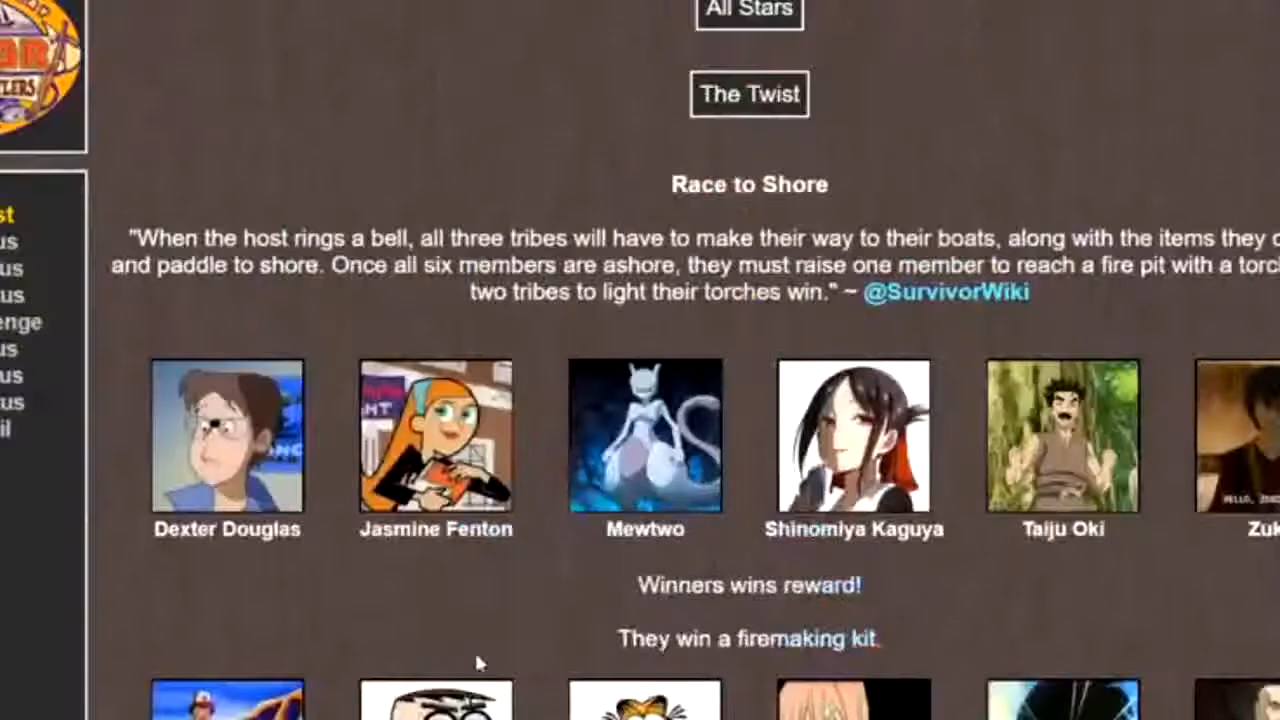 All Stars
The Twist
Race to Shore
"When the host rings a bell, all three tribes will have to make their way to their boats, along with the items they
and paddle to shore. Once all six members are ashore, they must raise one member to reach a fire pit with a
two tribes to light their torches win." ~ @SurvivorWiki
HT
Dexter Douglas
Jasmine Fenton
Mewtwo
Shinomiya Kaguya
Taiju Oki
Winners wins reward!
They win a firemaking kit.